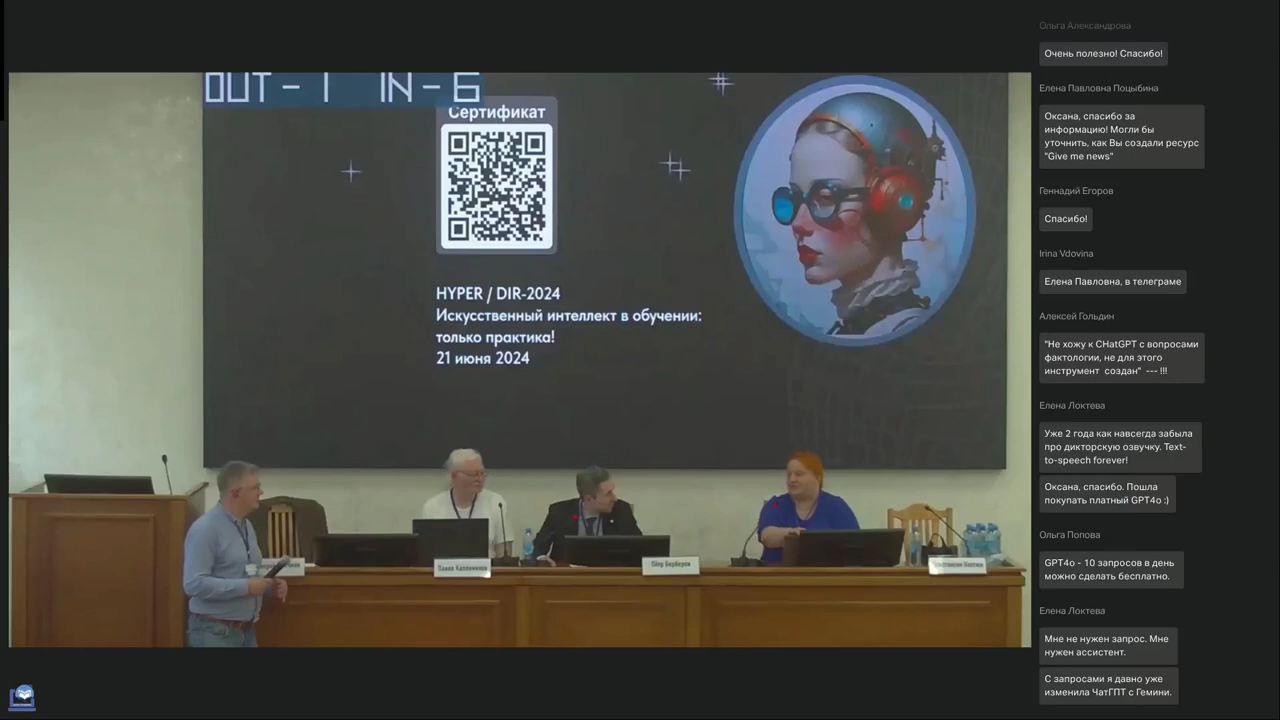 OUT-1 IN-6
Сертификат
HYPER / DIR-2024
Искусственный интеллект в обучении:
только практика!
21 июня 2024
Павел Калленников
Ольга Александрова
Очень полезно! Спасибо!
Елена Павловна Поцыбина
Оксана, спасибо за
информацию! Могли бы
уточнить, как Вы создали ресурс
"Give me news"
Геннадий Егоров
Спасибо!
Irina Vdovina
Елена Павловна, в телеграме
Алексей Гольдин
"Не хожу к CHatGPT с вопросами
фактологии, не для этого
инструмент создан" --- !!!
Елена Локтева
Уже 2 года как навсегда забыла
про дикторскую озвучку. Text-
to-speech forever!
Оксана, спасибо. Пошла
покупать платный GPT4o :)
Ольга Попова
GPT4o - 10 запросов в день
можно сделать бесплатно.
Елена Локтева
Мне не нужен запрос. Мне
нужен ассистент.
С запросами я давно уже
изменила ЧатГПТ с Гемини.